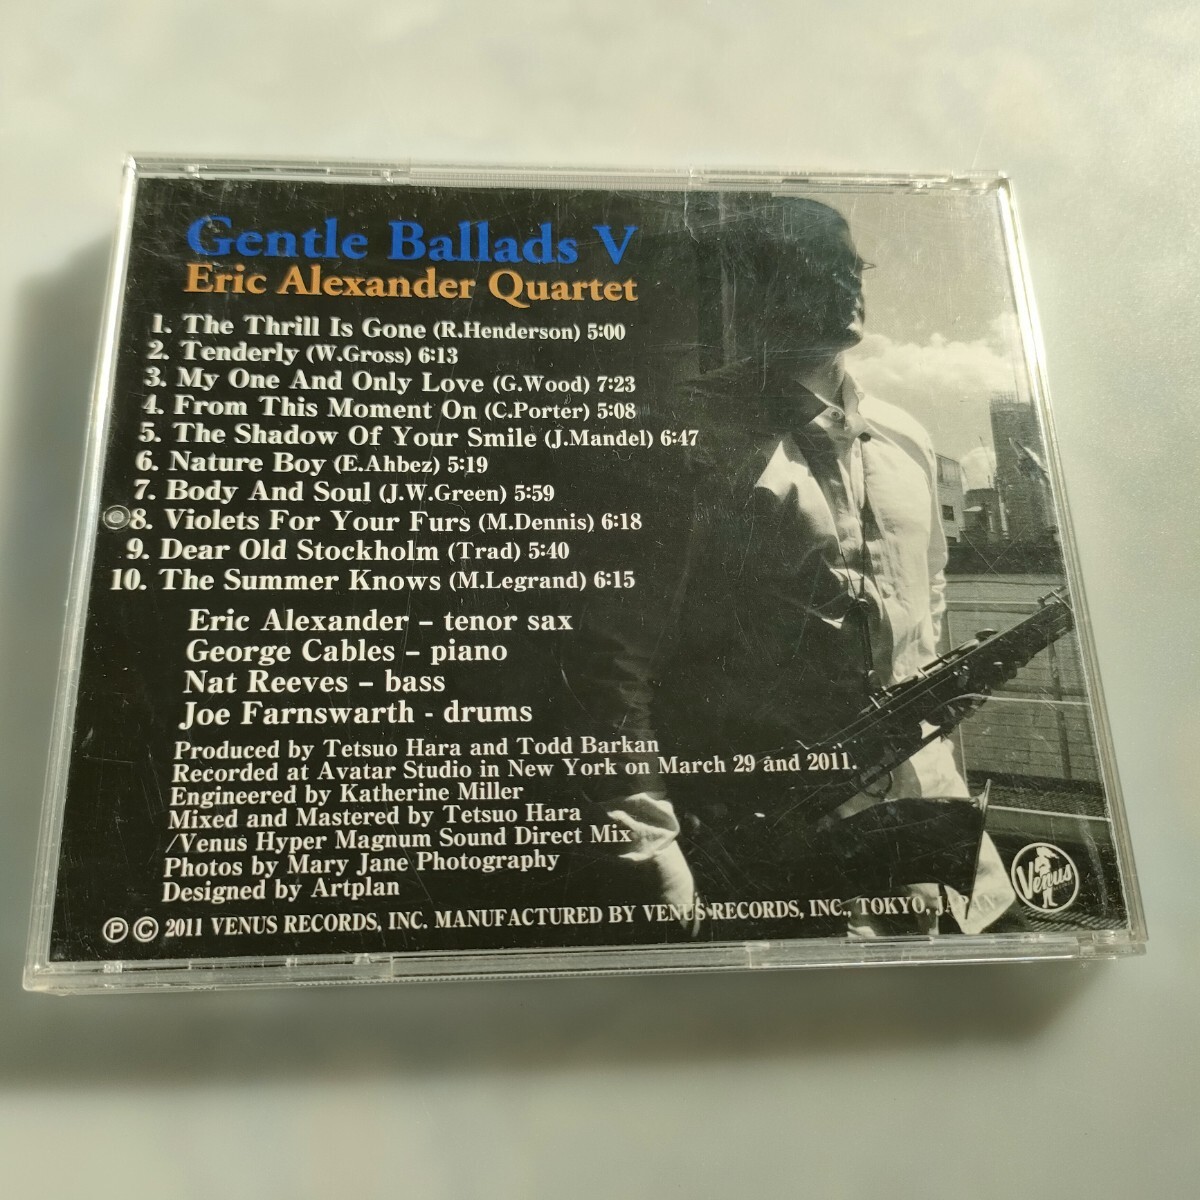 Gentle Ballads V
Eric Alexander Quartet
1. The Thrill Is Gone (R.Henderson) 5:00
2. Tenderly (W.Gross) 6:13
3. My One And Only Love (G.Wood) 7:23
4. From This Moment On (C.Porter) 5:08
5. The Shadow Of Your Smile (J.Mandel) 6:47
6. Nature Boy (E.Ahbez) 5:19
7. Body And Soul (J.W.Green) 5:59
8. Violets For Your Furs (M.Dennis) 6:18
9. Dear Old Stockholm (Trad) 5:40
10. The Summer Knows (M.Legrand) 6:15
Eric Alexander – tenor sax
George Cables – piano
Nat Reeves – bass
Joe Farnswarth - drums
Produced by Tetsuo Hara and Todd Barkan
Recorded at Avatar Studio in New York on March 29 and 2011.
Engineered by Katherine Miller
Mixed and Mastered by Tetsuo Hara
/Venus Hyper Magnum Sound Direct Mix
Photos by Mary Jane Photography
Designed by Artplan
Venus
℗ © 2011 VENUS RECORDS, INC. MANUFACTURED BY VENUS RECORDS, INC., TOKYO, JAPAN